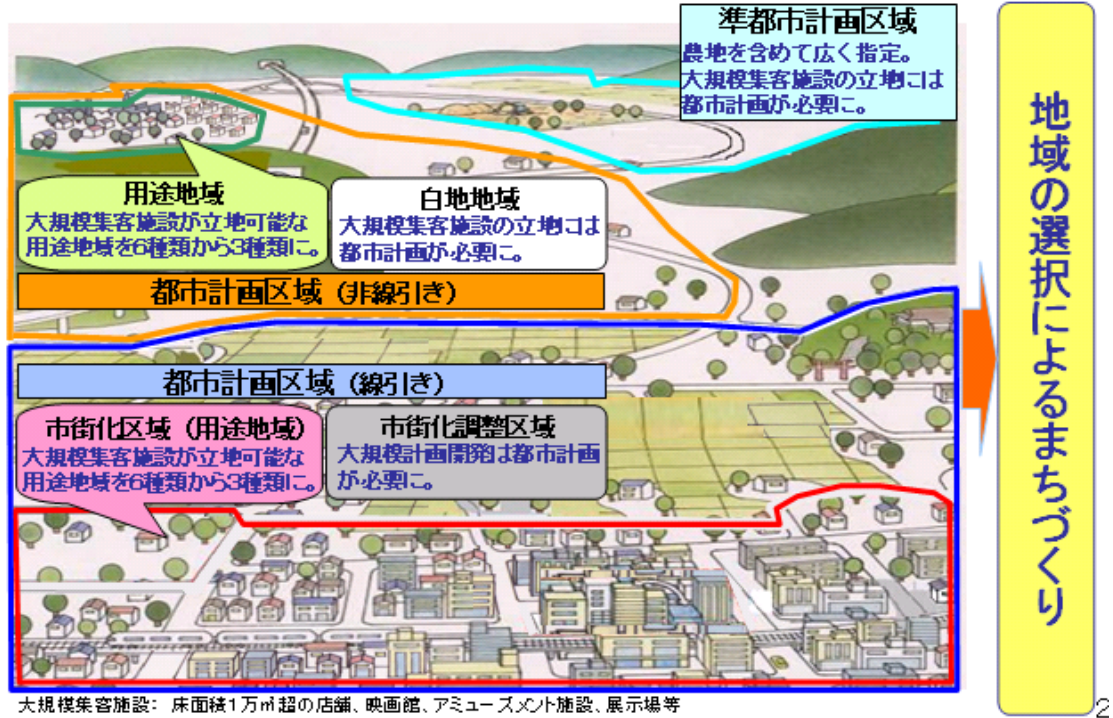 準都市計画区域
農地を含めて広く指定。
大規模集客施設の立地には
都市計画が必要に。
用途地域
大規模集客施設が立地可能な
用途地域を6種類から3種類に。
白地地域
大規模集客施設の立地には
都市計画が必要に。
都市計画区域（非線引き）
都市計画区域（線引き）
市街化区域（用途地域）
大規模集客施設が立地可能な
用途地域を6種類から3種類に。
市街化調整区域
大規模計画開発は都市計画
が必要に。
地域の選択によるまちづくり
大規模集客施設： 床面積1万㎡超の店舗、映画館、アミューズメント施設、展示場等
2